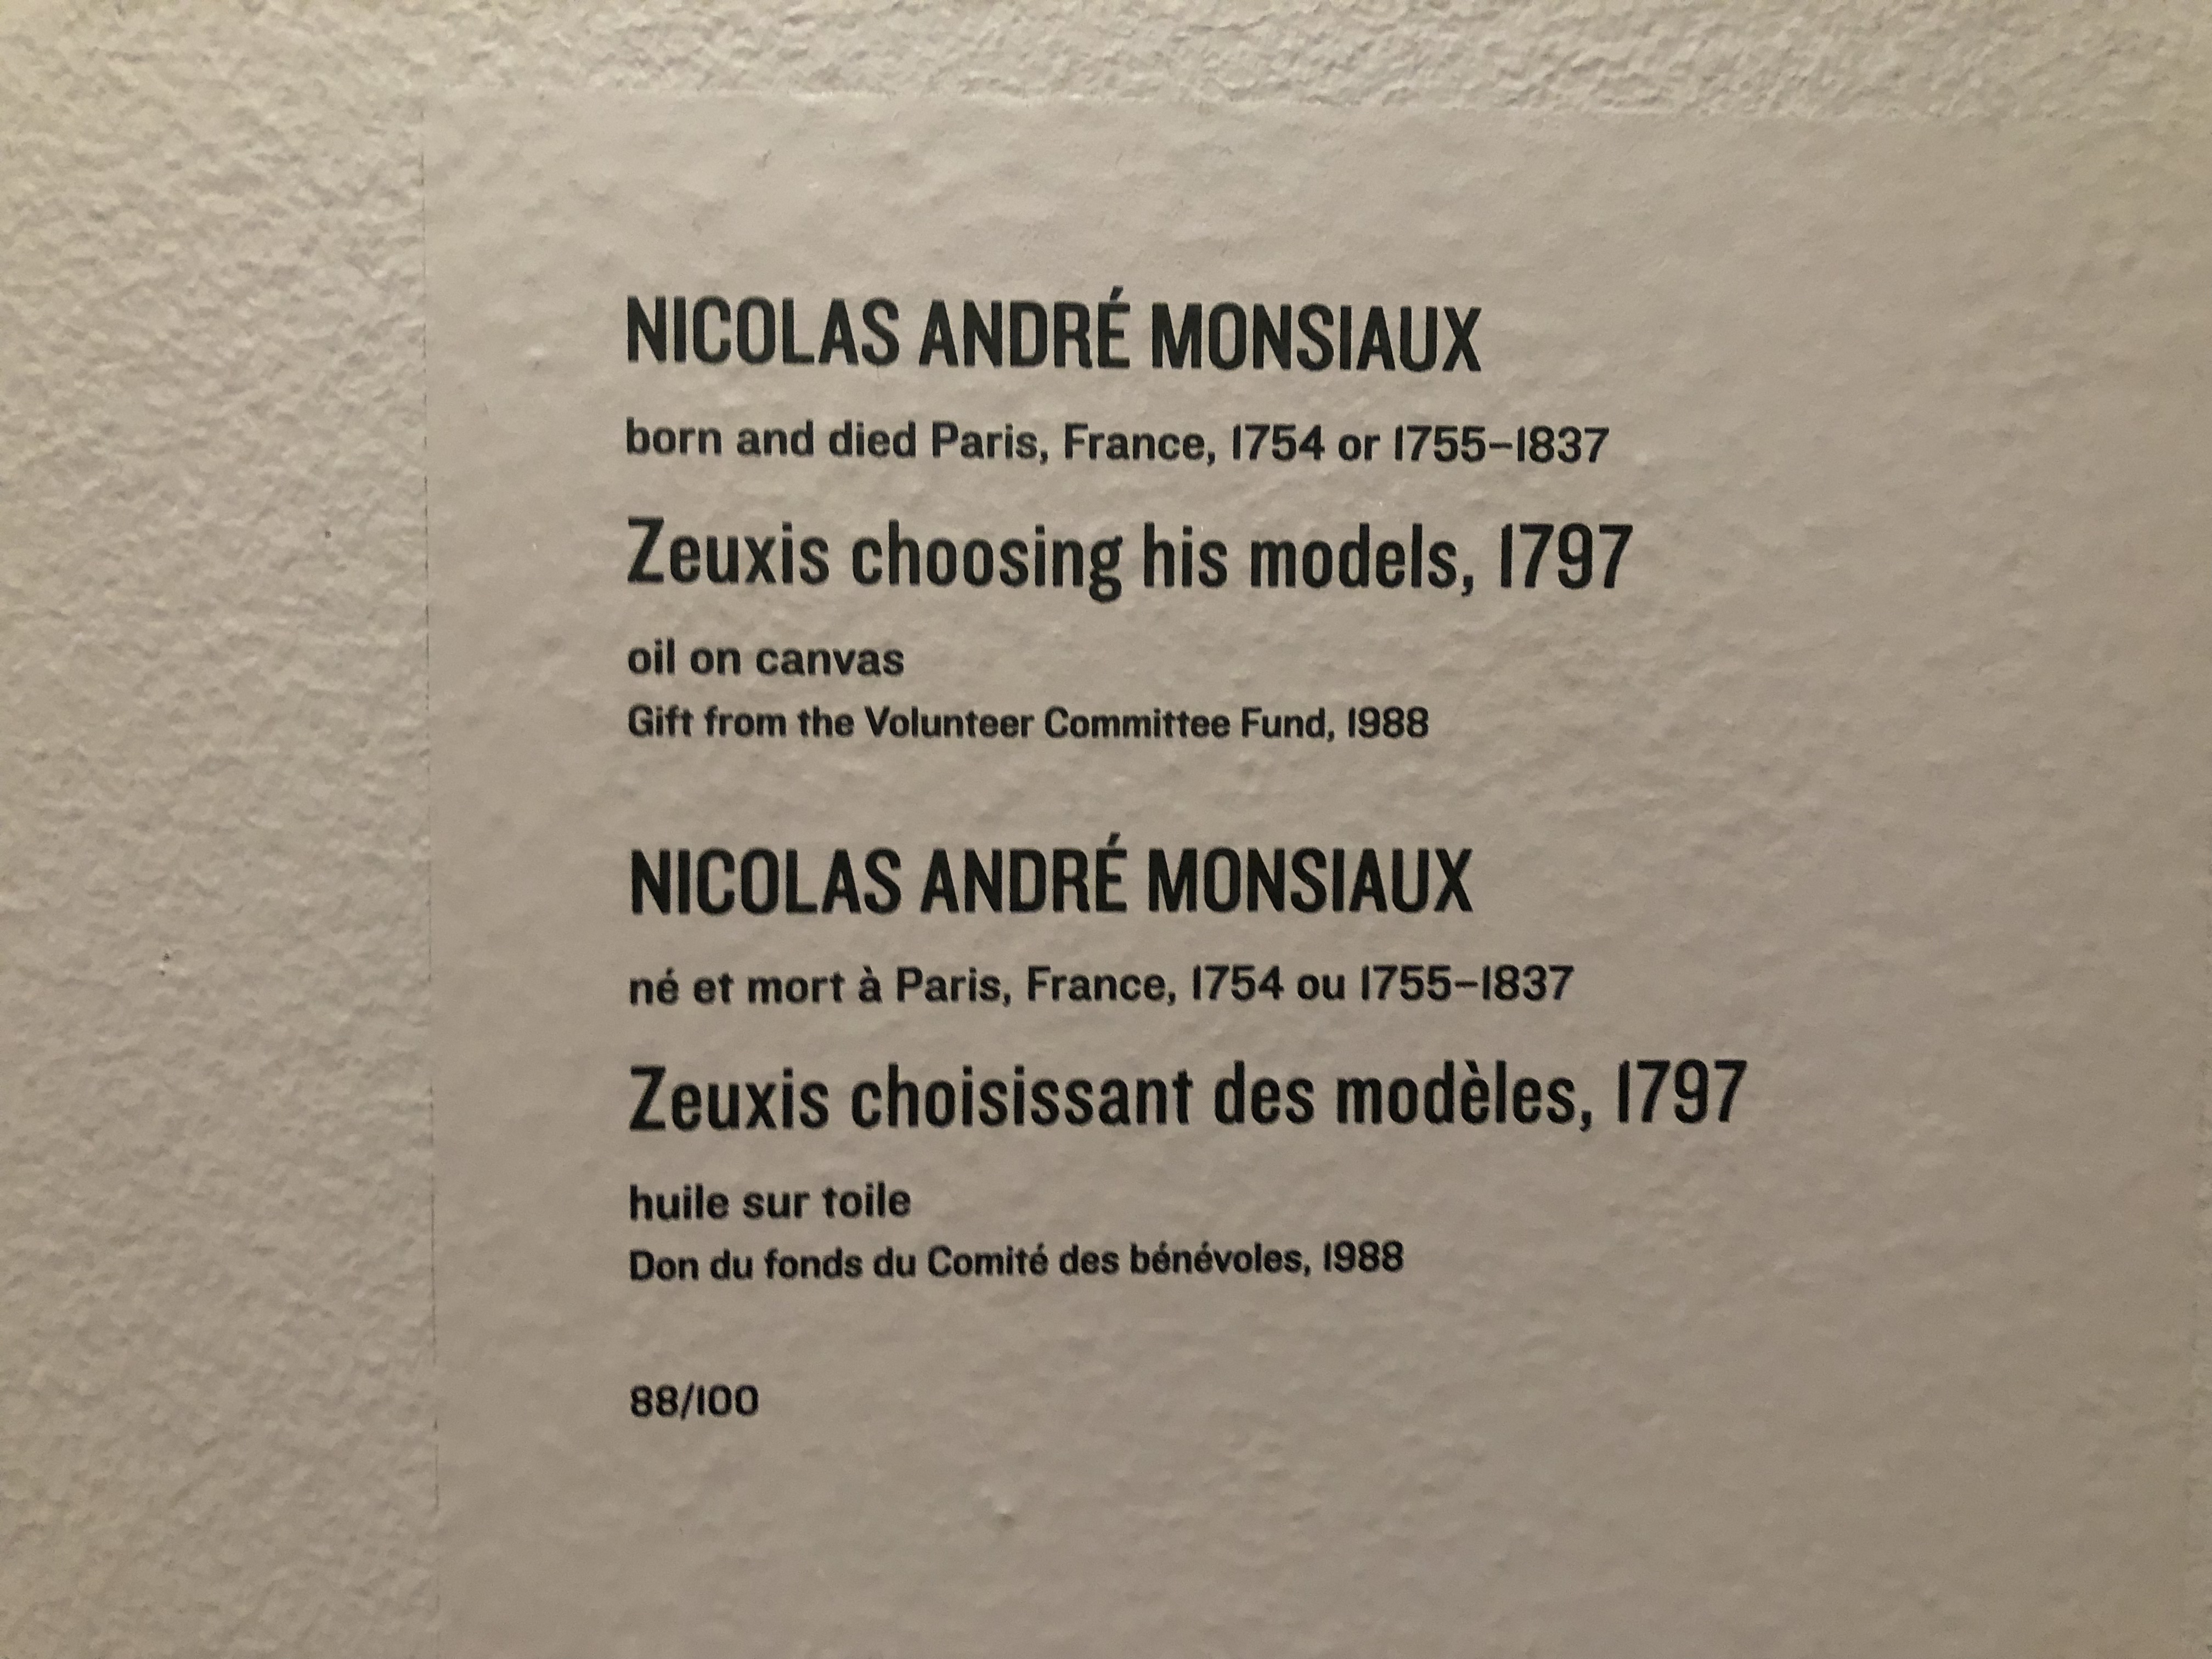 NICOLAS ANDRÉ MONSIAUX
born and died Paris, France, 1754 or 1755–1837
Zeuxis choosing his models, 1797
oil on canvas
Gift from the Volunteer Committee Fund, 1988
NICOLAS ANDRÉ MONSIAUX
né et mort à Paris, France, 1754 ou 1755–1837
Zeuxis choisissant des modèles, 1797
huile sur toile
Don du fonds du Comité des bénévoles, 1988
88/100